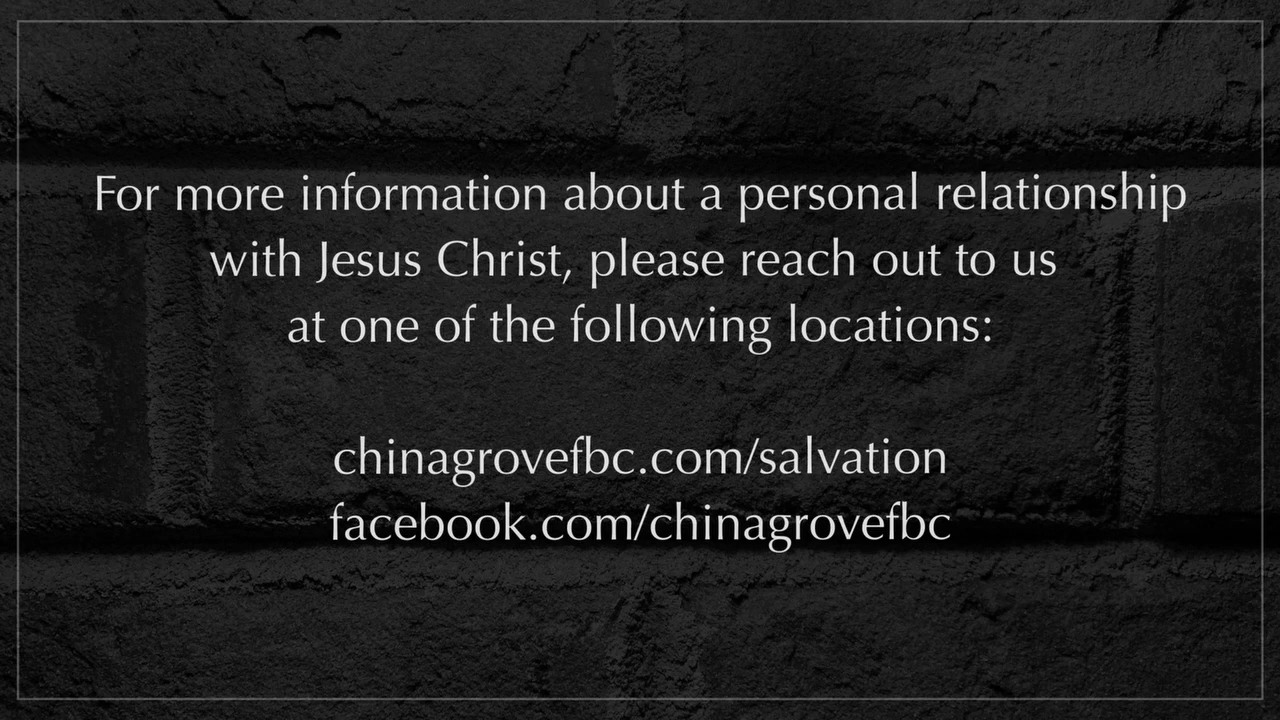 For more information about a personal relationship
with Jesus Christ, please reach out to us
at one of the following locations:
chinagrovefbc.com/salvation
facebook.com/chinagrovefbc